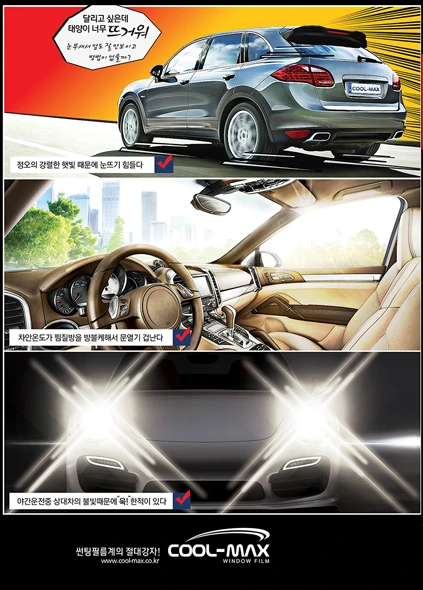 달리고 싶은데
태양이 너무 뜨거워
눈부셔서 앞도 잘 안보이고
방법이 없을까?
COOL-MAX
정오의 강렬한 햇빛 때문에 눈뜨기 힘들다
차안온도가 찜질방을 방불케해서 문열기 겁난다
야간운전중 상대차의 불빛때문에 "욱!" 한적이 있다
썬팅필름계의 절대강자!
www.cool-max.co.kr
COOL-MAX
WINDOW FILM